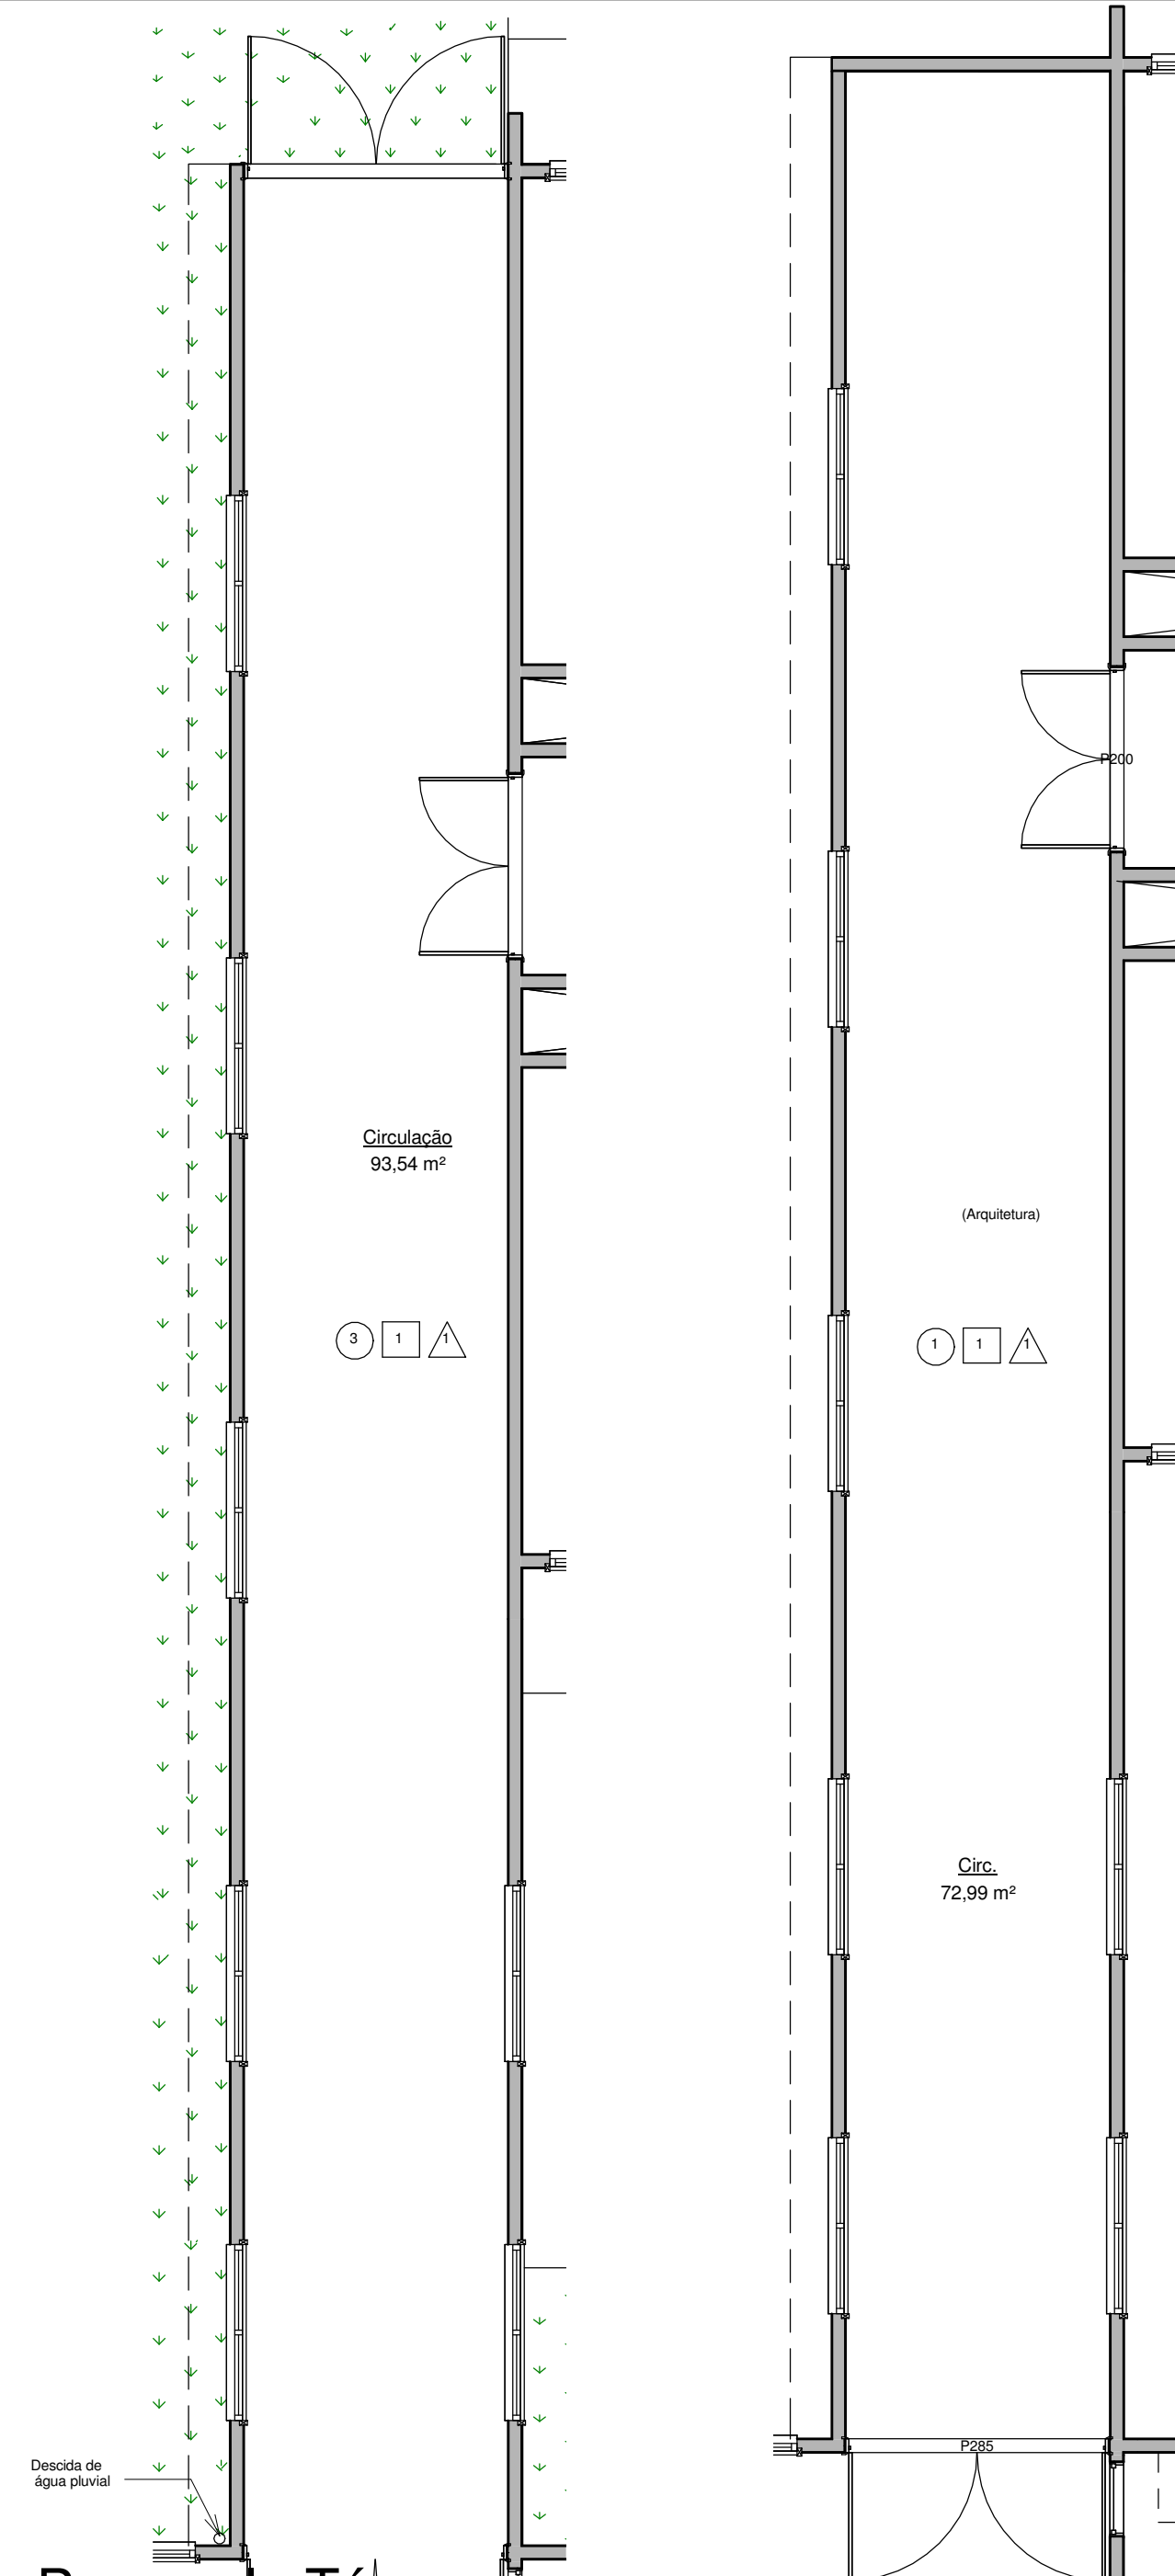 P200
Circulação
93,54 m²
(Arquitetura)
3 1 1
1 1 1
Circ.
72,99 m²
P285
Descida de
água pluvial